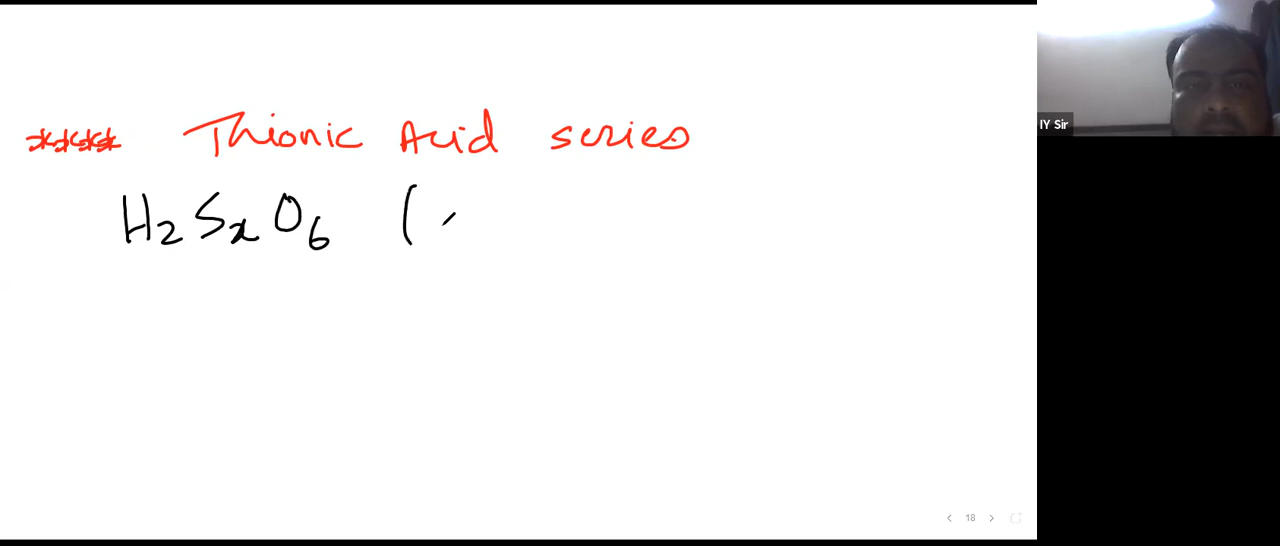 **** Thionic Acid series
H₂SₓO₆ (
IY Sir
18